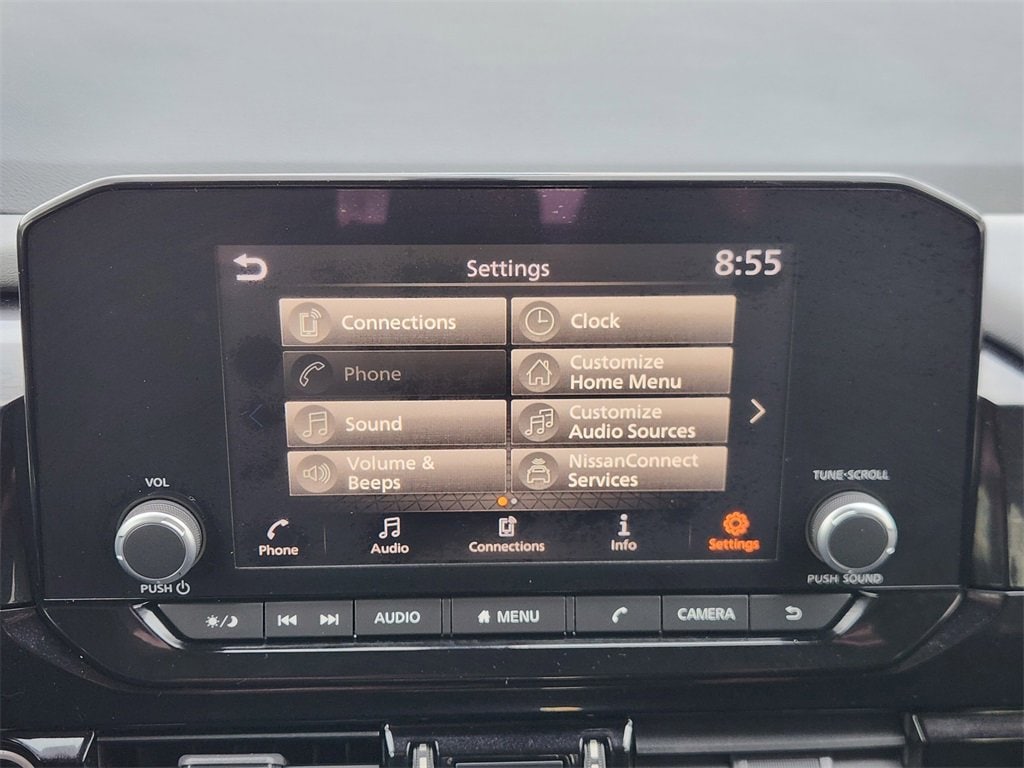 Settings
8:55
Connections
Clock
Phone
Customize
Home Menu
Sound
Customize
Audio Sources
Volume &
Beeps
NissanConnect
Services
Phone
Audio
Connections
Info
Settings
VOL
PUSH
TUNE·SCROLL
PUSH SOUND
AUDIO
MENU
CAMERA